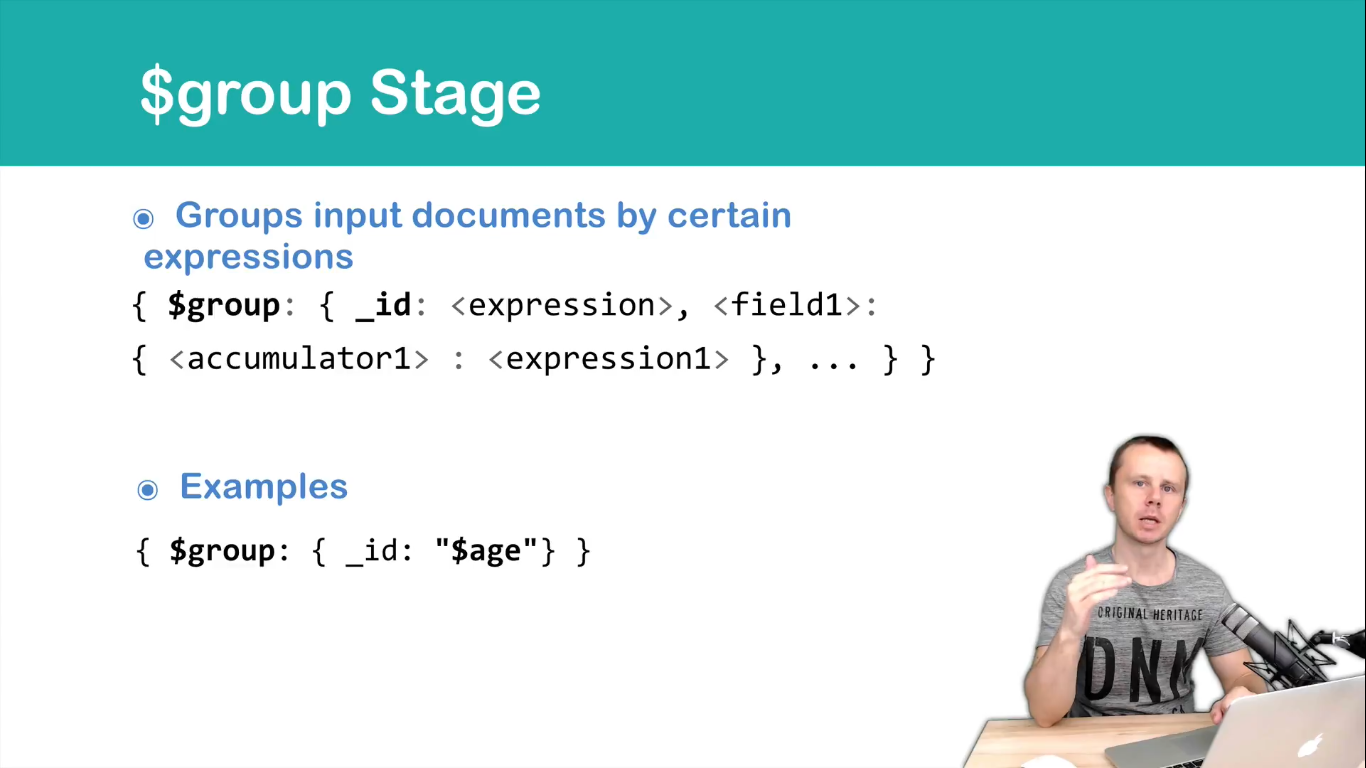 $group Stage
◉ Groups input documents by certain
expressions
{ $group: { _id: <expression>, <field1>:
{ <accumulator1> : <expression1> }, ... } }
◉ Examples
{ $group: { _id: "$age"} }
ORIGINAL HERITAGE